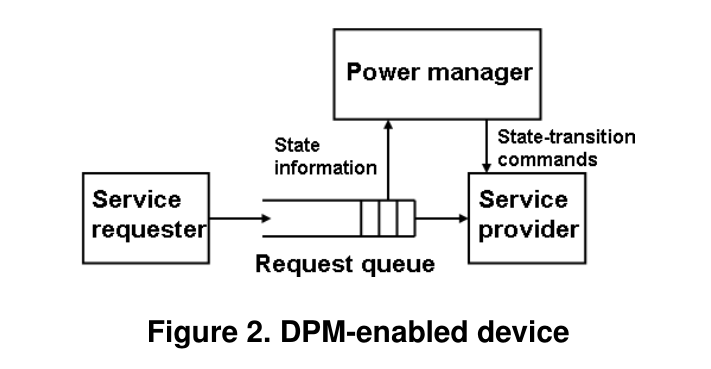 Power manager
State
information
State-transition
commands
Service
requester
Service
provider
Request queue
Figure 2. DPM-enabled device